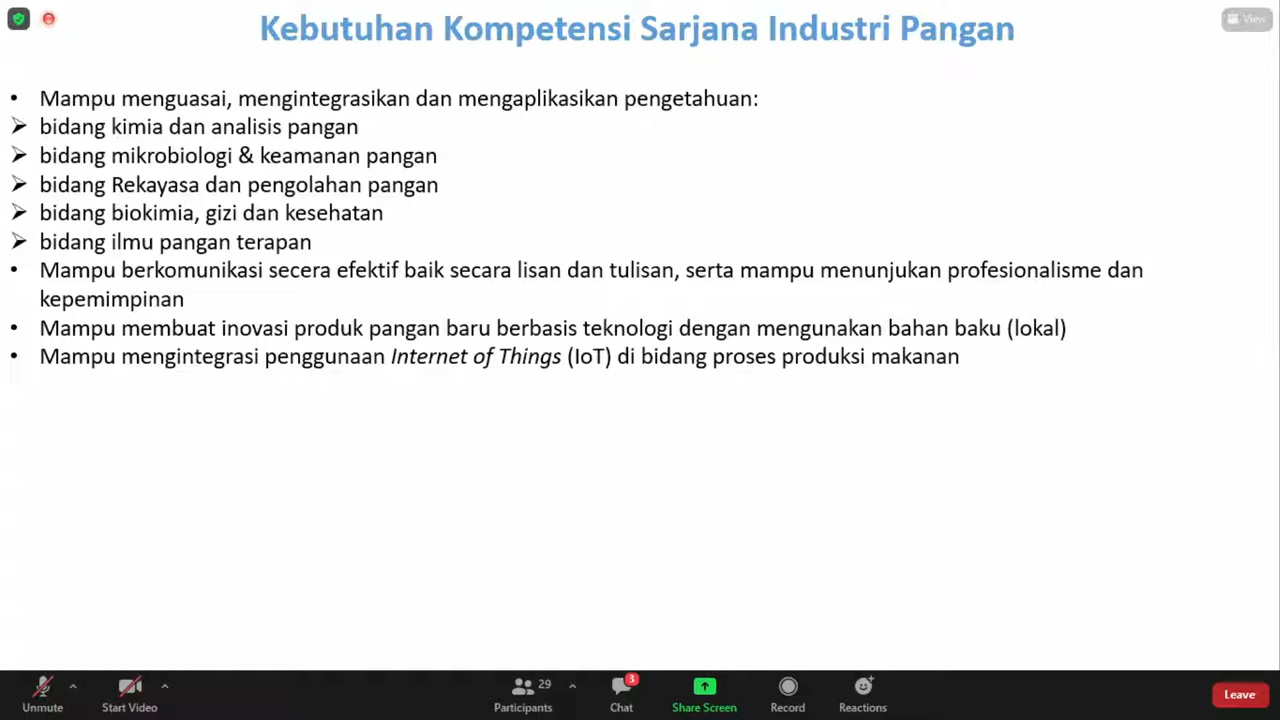 View
Kebutuhan Kompetensi Sarjana Industri Pangan
• Mampu menguasai, mengintegrasikan dan mengaplikasikan pengetahuan:
➢ bidang kimia dan analisis pangan
➢ bidang mikrobiologi & keamanan pangan
➢ bidang Rekayasa dan pengolahan pangan
➢ bidang biokimia, gizi dan kesehatan
➢ bidang ilmu pangan terapan
• Mampu berkomunikasi secera efektif baik secara lisan dan tulisan, serta mampu menunjukan profesionalisme dan
kepemimpinan
• Mampu membuat inovasi produk pangan baru berbasis teknologi dengan mengunakan bahan baku (lokal)
• Mampu mengintegrasi penggunaan Internet of Things (IoT) di bidang proses produksi makanan
29
3
Unmute
Start Video
Participants
Chat
Share Screen
Record
Reactions
Leave